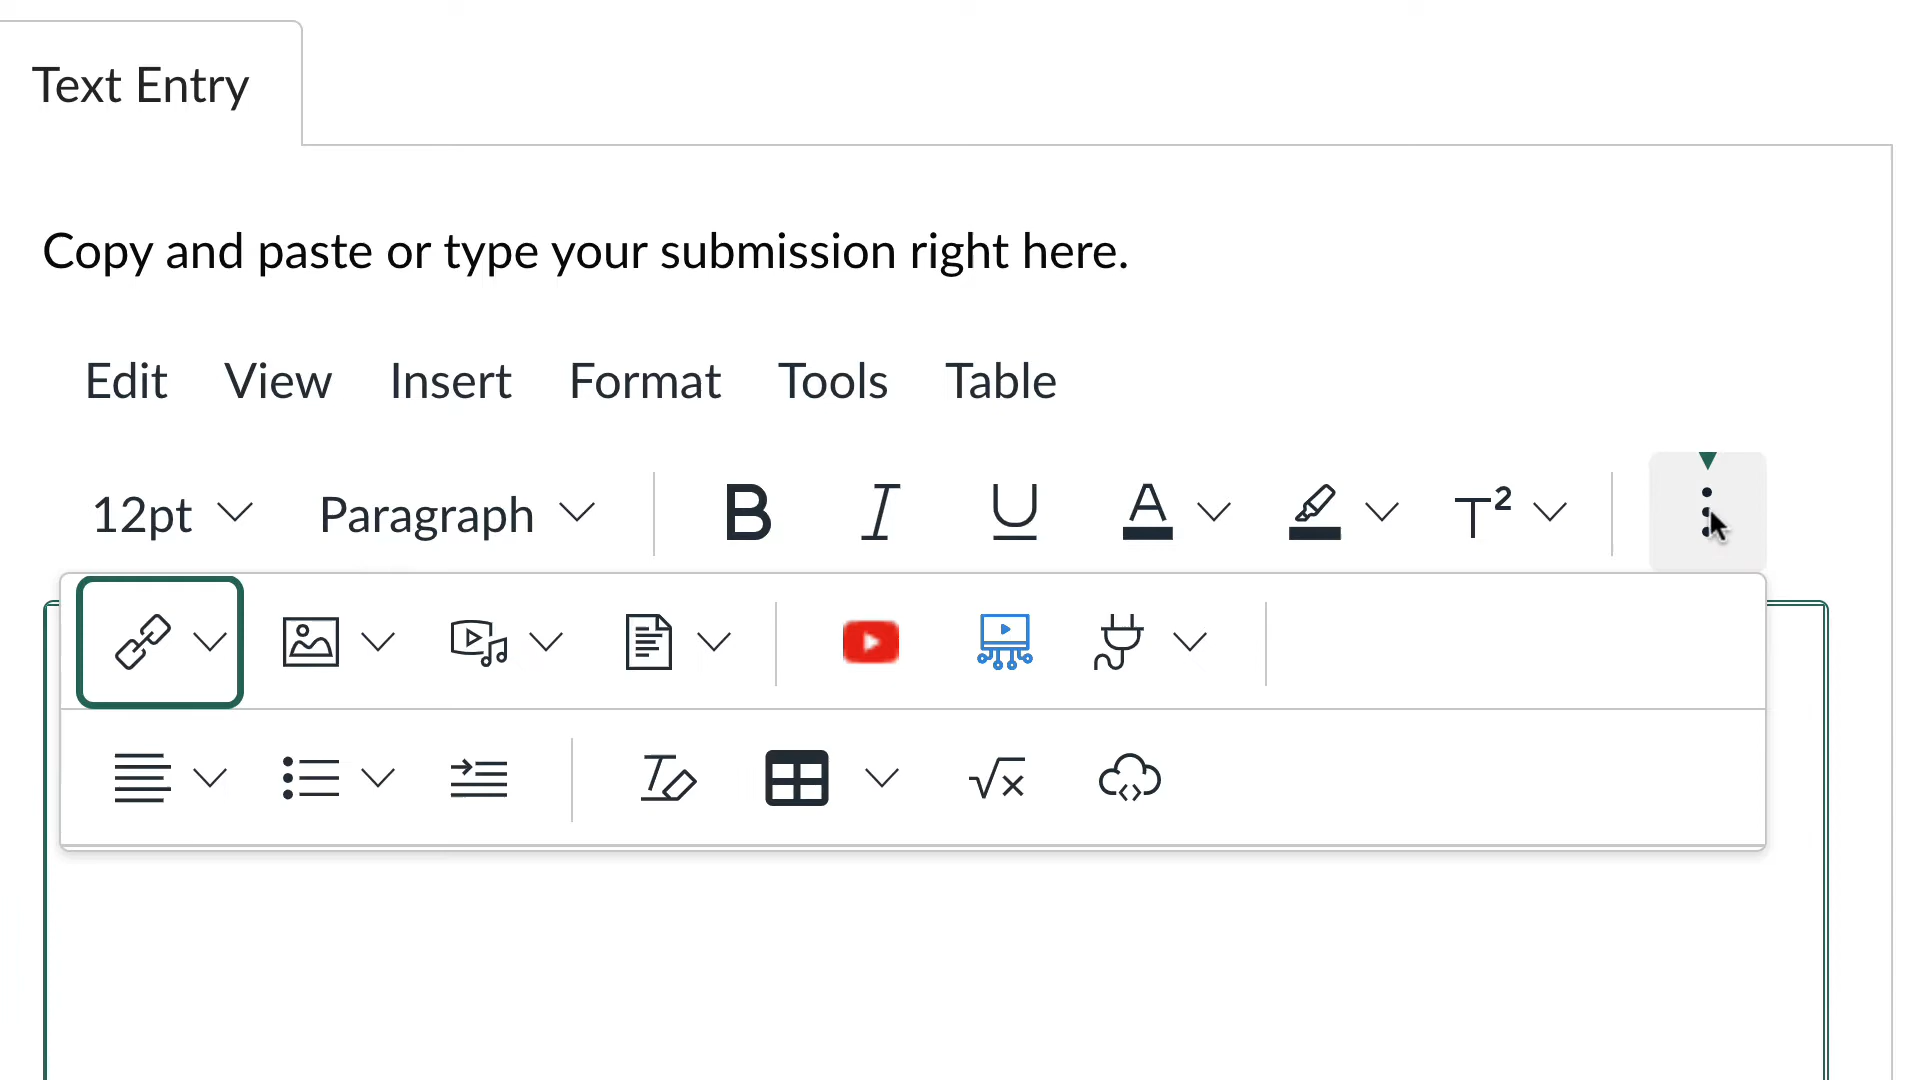 Text Entry
Copy and paste or type your submission right here.
Edit View Insert Format Tools Table
12pt Paragraph B I U A T²
√x